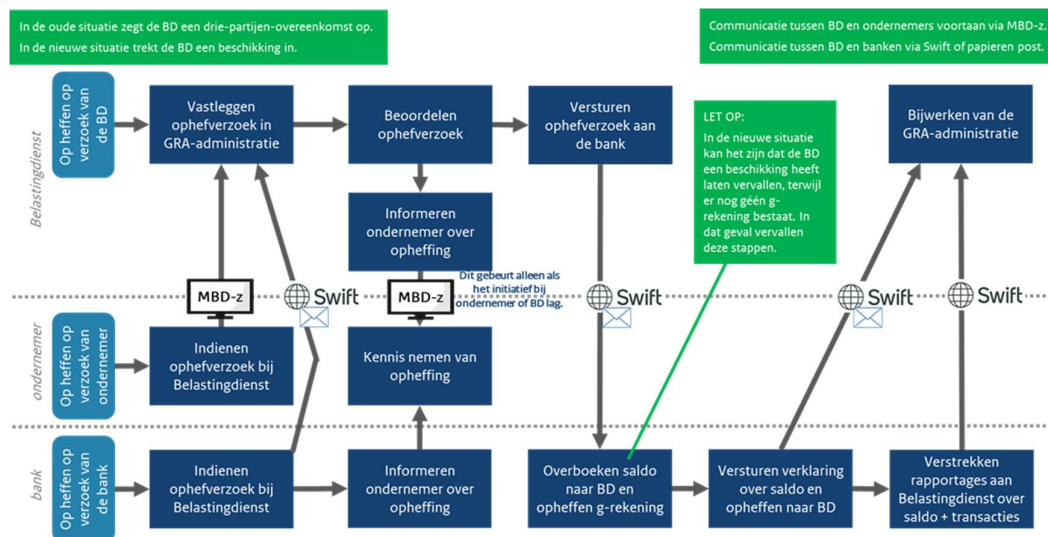 In de oude situatie zegt de BD een drie-partijen-overeenkomst op.
In de nieuwe situatie trekt de BD een beschikking in.
Communicatie tussen BD en ondernemers voortaan via MBD-z.
Communicatie tussen BD en banken via Swift of papieren post.
Belastingdienst
Op heffen op
verzoek van
de BD
Vastleggen
ophefverzoek in
GRA-administratie
Beoordelen
ophefverzoek
Versturen
ophefverzoek aan
de bank
LET OP:
In de nieuwe situatie
kan het zijn dat de BD
een beschikking heeft
laten vervallen, terwijl
er nog géén g-
rekening bestaat. In
dat geval vervallen
deze stappen.
Bijwerken van de
GRA-administratie
Informeren
ondernemer over
opheffing
Dit gebeurt alleen als
het initiatief bij
ondernemer of BD lag.
MBD-z
Swift
MBD-z
Swift
Swift
Swift
ondernemer
Op heffen op
verzoek van
ondernemer
Indienen
ophefverzoek bij
Belastingdienst
Kennis nemen van
opheffing
bank
Op heffen op
verzoek van
de bank
Indienen
ophefverzoek bij
Belastingdienst
Informeren
ondernemer over
opheffing
Overboeken saldo
naar BD en
opheffen g-rekening
Versturen verklaring
over saldo en
opheffen naar BD
Verstrekken
rapportages aan
Belastingdienst over
saldo + transacties